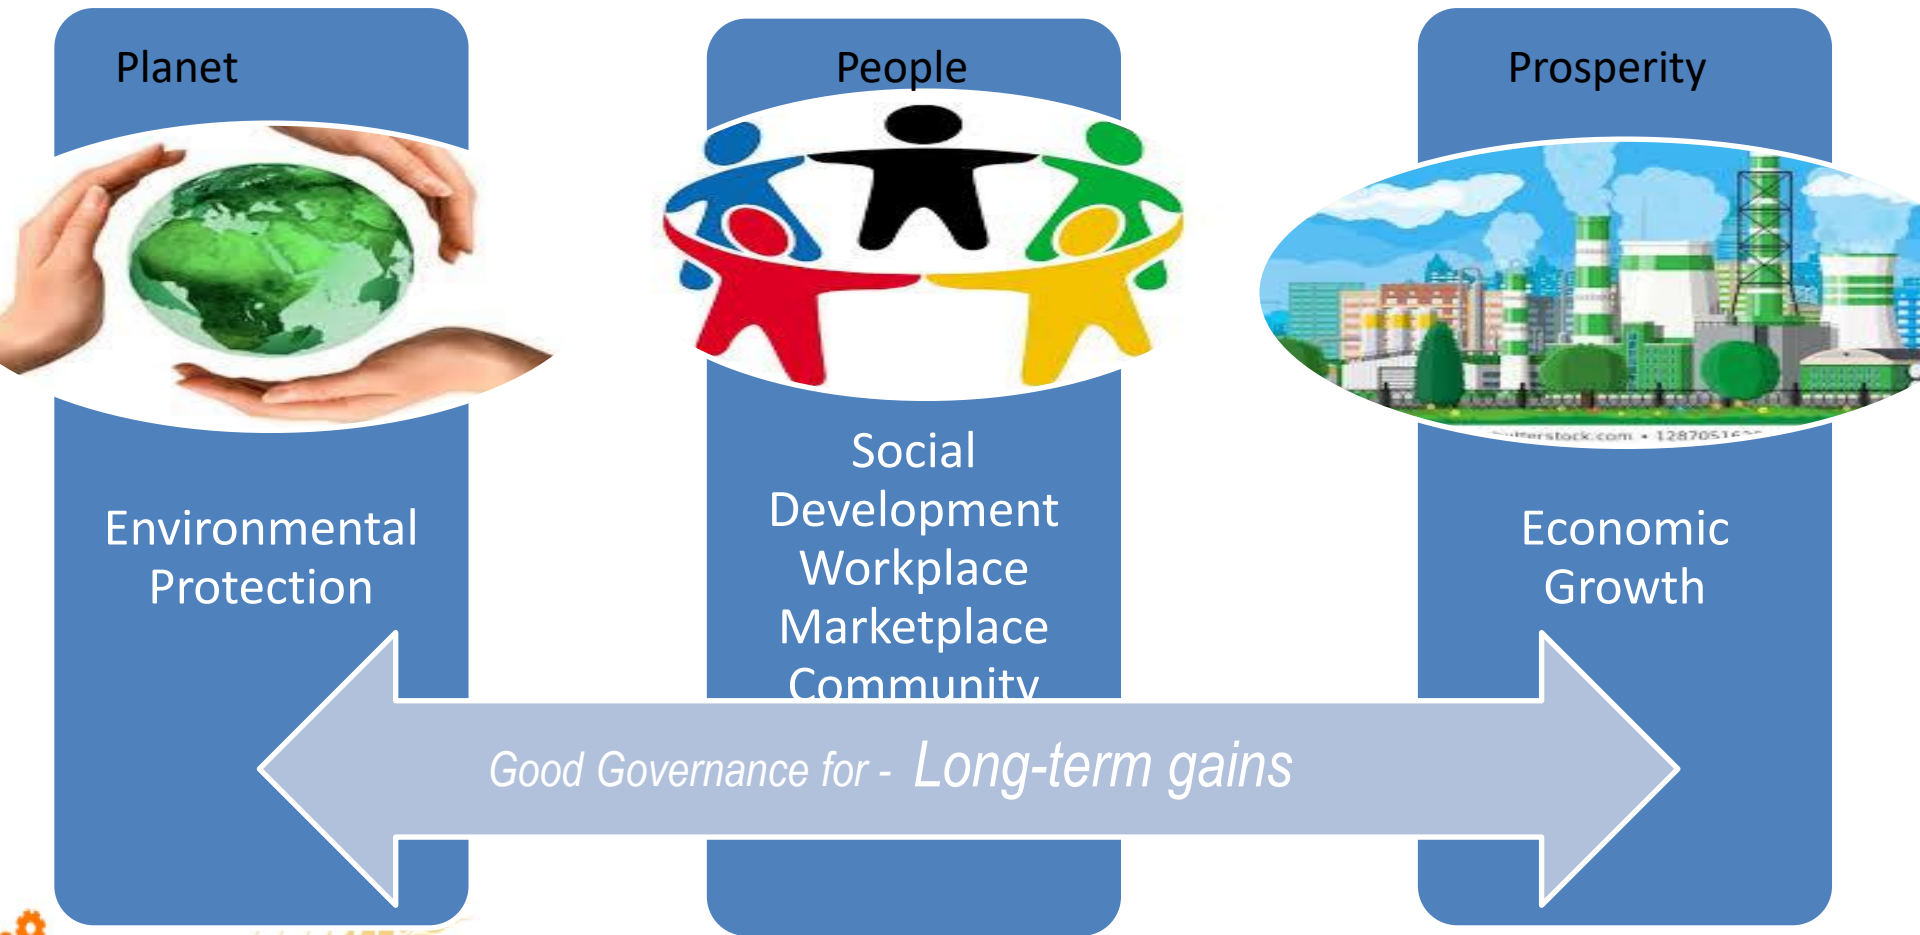 Planet
People
Prosperity
Social
Development
Workplace
Marketplace
Community
Environmental
Protection
Economic
Growth
Good Governance for - Long-term gains